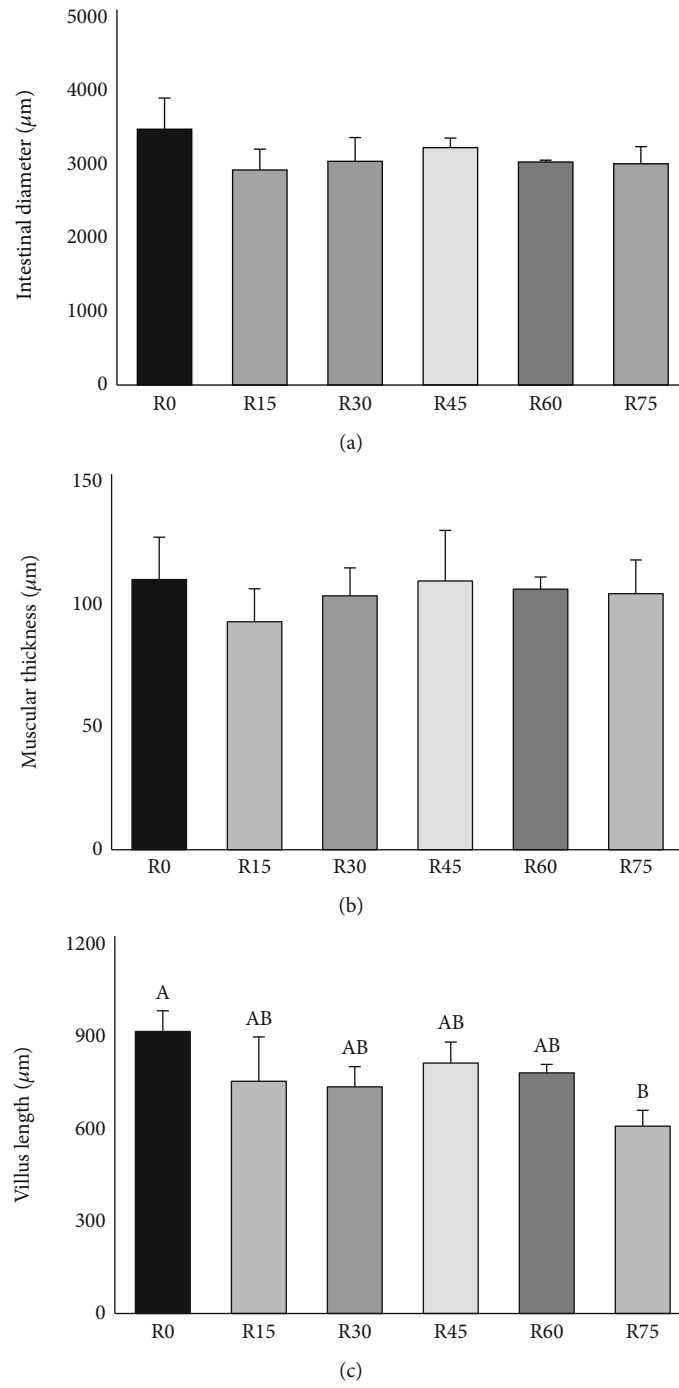 5000
4000
3000
2000
1000
0
Intestinal diameter (μm)
R0 R15 R30 R45 R60 R75
(a)
150
100
50
0
Muscular thickness (μm)
R0 R15 R30 R45 R60 R75
(b)
1200
900
600
300
0
Villus length (μm)
A AB AB AB AB B
R0 R15 R30 R45 R60 R75
(c)